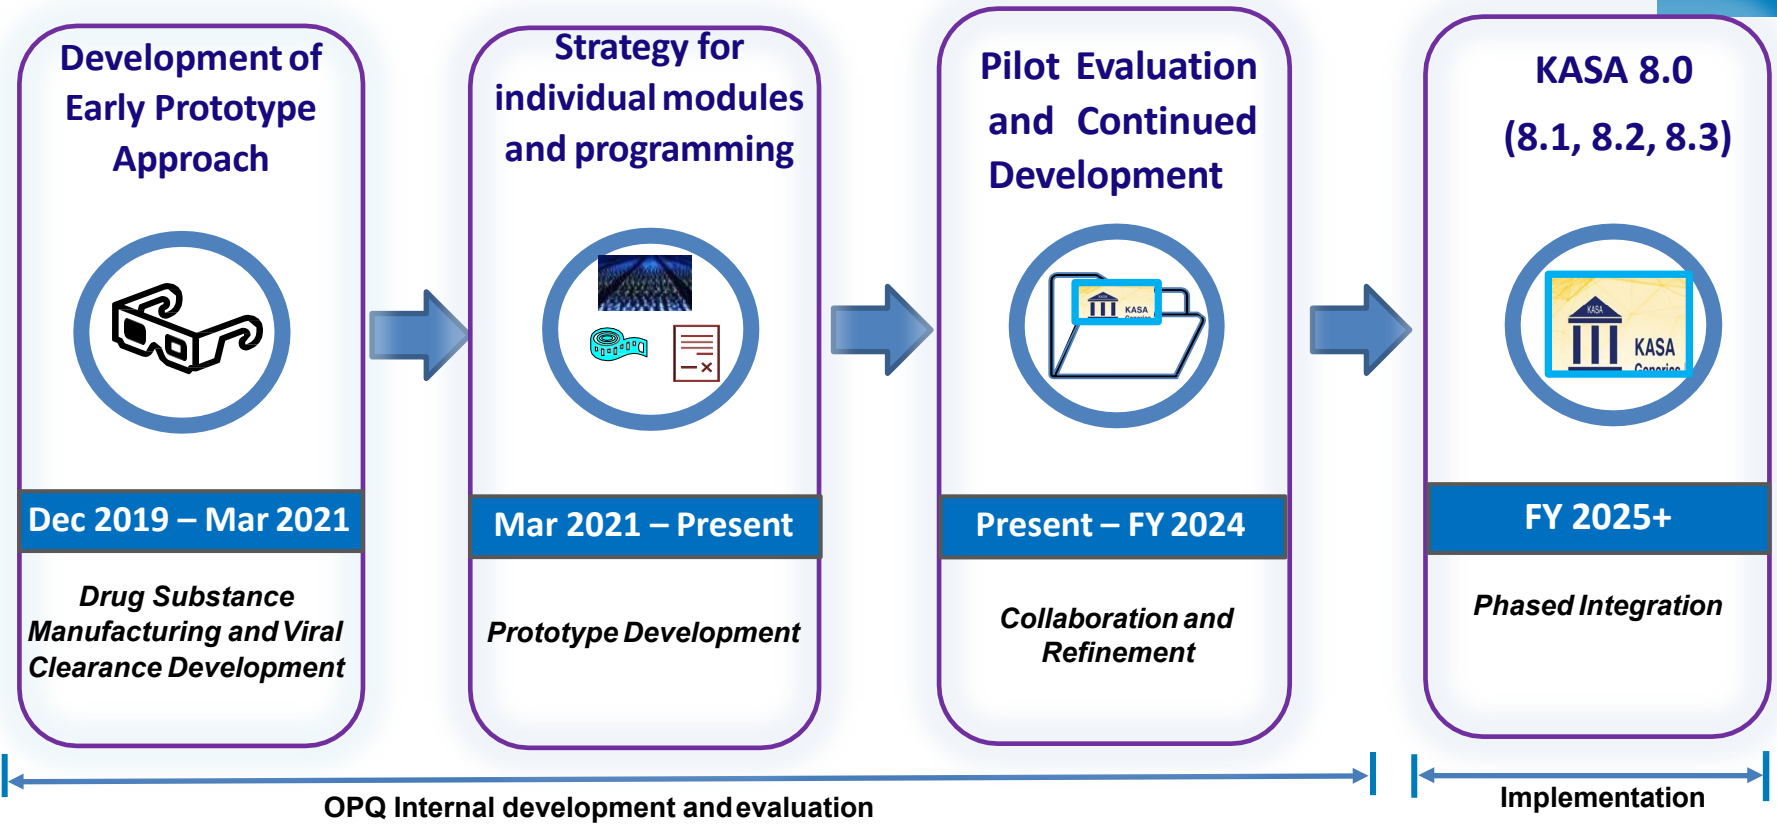 Development of
Early Prototype
Approach
Dec 2019 – Mar 2021
Drug Substance
Manufacturing and Viral
Clearance Development
Strategy for
individual modules
and programming
Mar 2021 – Present
Prototype Development
Pilot Evaluation
and Continued
Development
KASA
Present – FY 2024
Collaboration and
Refinement
KASA 8.0
(8.1, 8.2, 8.3)
KASA
KASA
Generics
FY 2025+
Phased Integration
OPQ Internal development and evaluation
Implementation